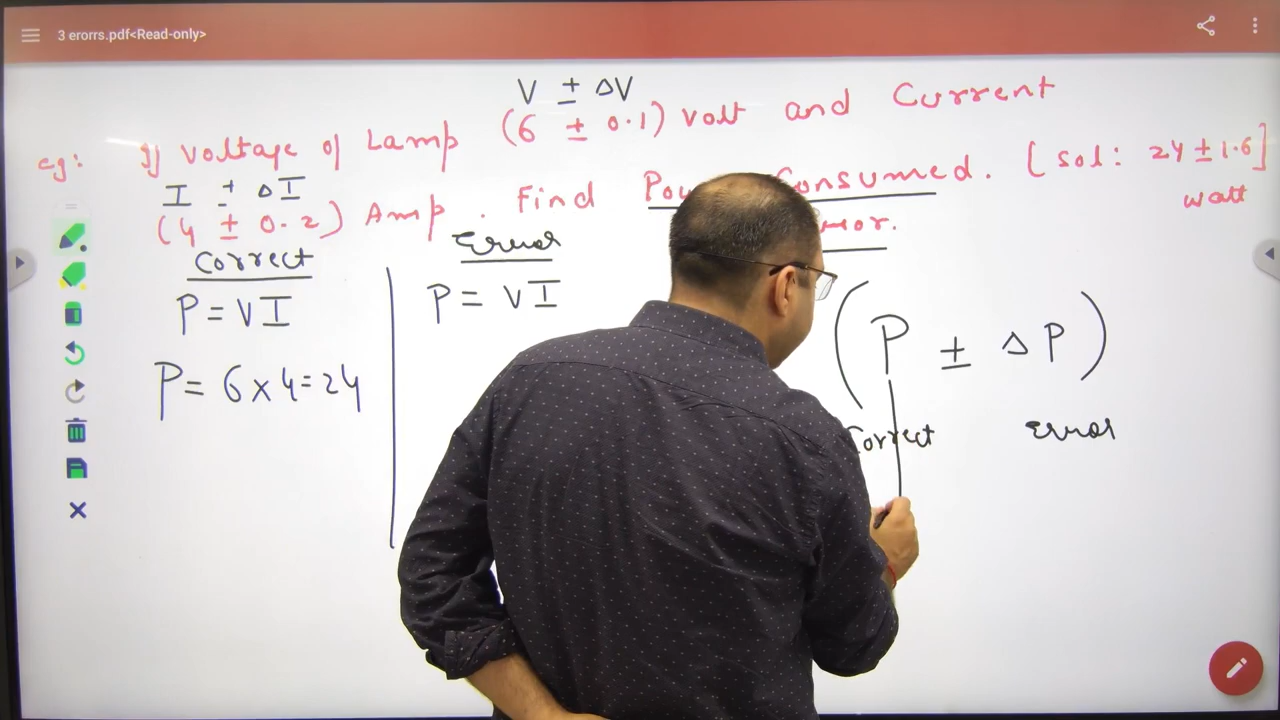 3 erorrs.pdf<Read-only>
V ± ΔV
eg: If voltage of Lamp (6 ± 0.1) volt and Current
I ± ΔI
(4 ± 0.2) Amp. Find Consumed. [Sol: 24 ± 1.6]
watt
Correct
P = VI
P = 6 x 4 = 24
Error
P = VI
(P ± ΔP)
Correct Error